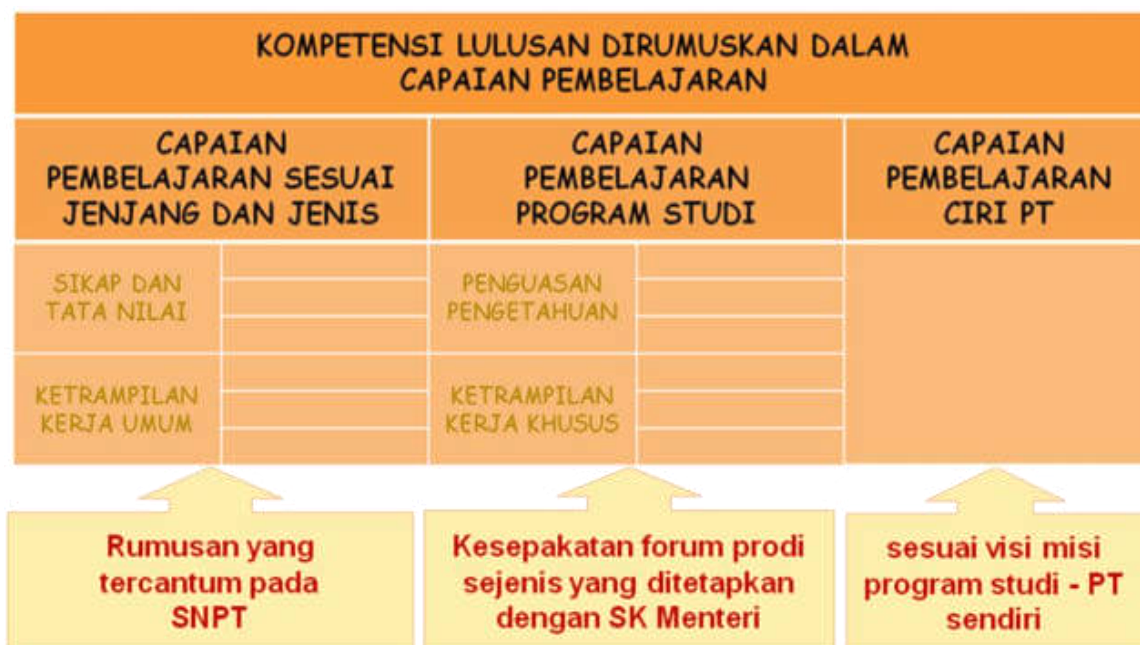 KOMPETENSI LULUSAN DIRUMUSKAN DALAM
CAPAIAN PEMBELAJARAN
CAPAIAN
PEMBELAJARAN SESUAI
JENJANG DAN JENIS
CAPAIAN
PEMBELAJARAN
PROGRAM STUDI
CAPAIAN
PEMBELAJARAN
CIRI PT
SIKAP DAN
TATA NILAI
PENGUASAN
PENGETAHUAN
KETRAMPILAN
KERJA UMUM
KETRAMPILAN
KERJA KHUSUS
Rumusan yang
tercantum pada
SNPT
Kesepakatan forum prodi
sejenis yang ditetapkan
dengan SK Menteri
sesuai visi misi
program studi - PT
sendiri